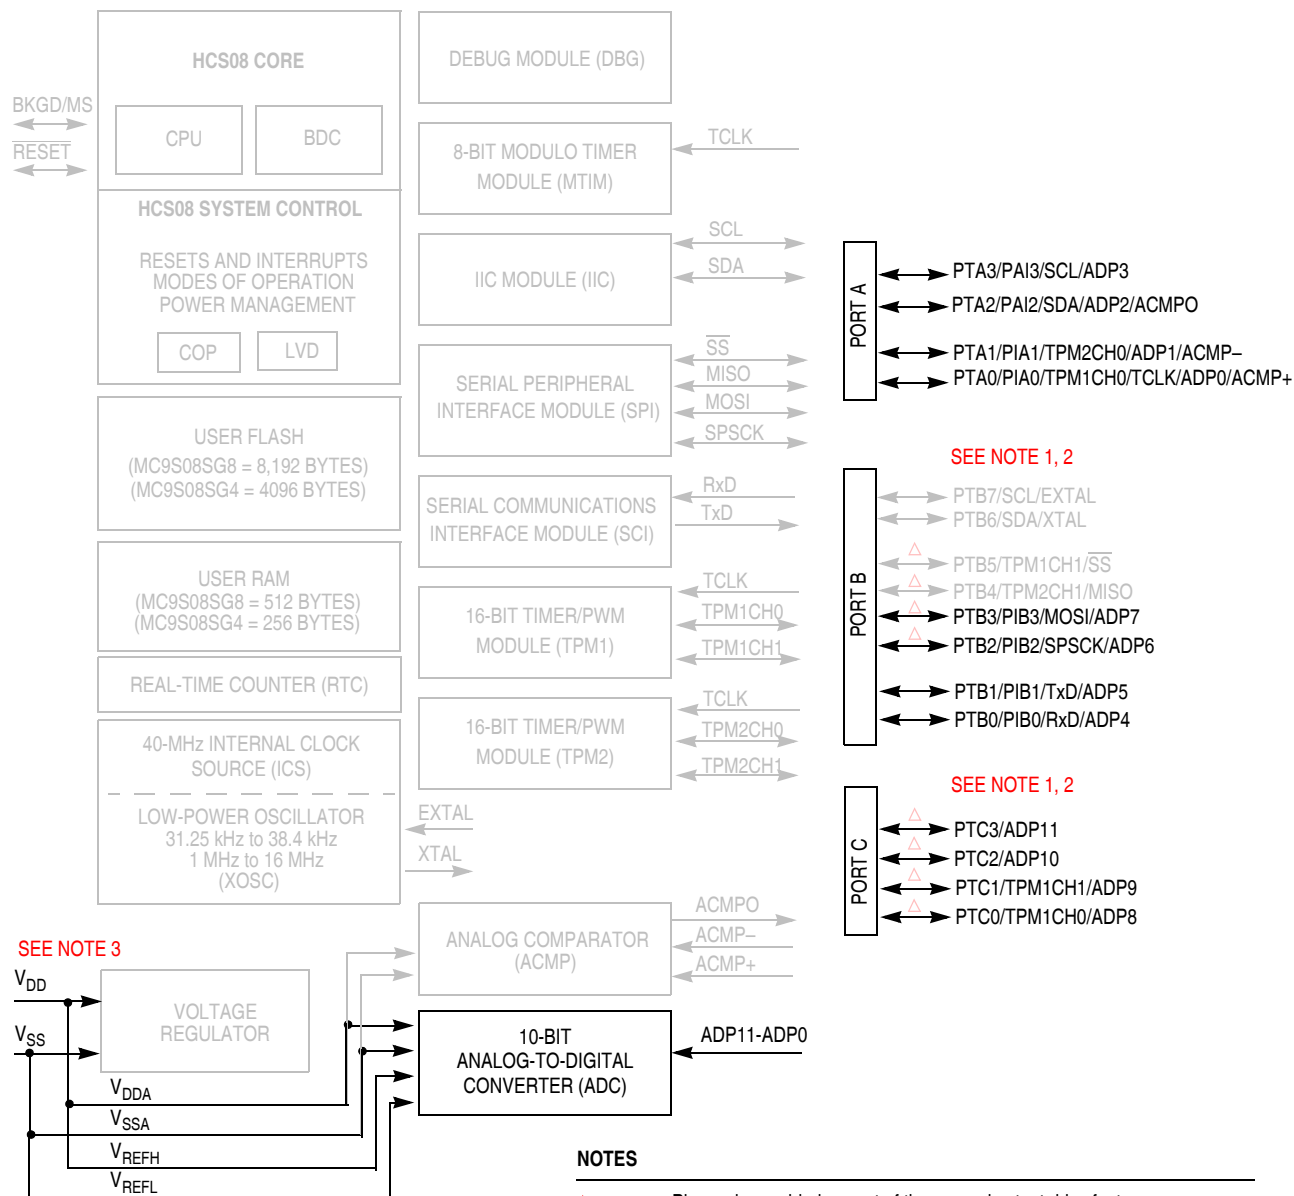 HCS08 CORE
BKGD/MS
RESET
CPU
BDC
HCS08 SYSTEM CONTROL
RESETS AND INTERRUPTS
MODES OF OPERATION
POWER MANAGEMENT
COP
LVD
USER FLASH
(MC9S08SG8 = 8,192 BYTES)
(MC9S08SG4 = 4096 BYTES)
USER RAM
(MC9S08SG8 = 512 BYTES)
(MC9S08SG4 = 256 BYTES)
REAL-TIME COUNTER (RTC)
40-MHz INTERNAL CLOCK
SOURCE (ICS)
LOW-POWER OSCILLATOR
31.25 kHz to 38.4 kHz
1 MHz to 16 MHz
(XOSC)
EXTAL
XTAL
SEE NOTE 3
VDD
VSS
VOLTAGE
REGULATOR
VDDA
VSSA
VREFH
VREFL
DEBUG MODULE (DBG)
8-BIT MODULO TIMER
MODULE (MTIM)
TCLK
IIC MODULE (IIC)
SCL
SDA
SERIAL PERIPHERAL
INTERFACE MODULE (SPI)
SS
MISO
MOSI
SPSCK
SERIAL COMMUNICATIONS
INTERFACE MODULE (SCI)
RxD
TxD
16-BIT TIMER/PWM
MODULE (TPM1)
TCLK
TPM1CH0
TPM1CH1
16-BIT TIMER/PWM
MODULE (TPM2)
TCLK
TPM2CH0
TPM2CH1
ANALOG COMPARATOR
(ACMP)
ACMPO
ACMP–
ACMP+
10-BIT
ANALOG-TO-DIGITAL
CONVERTER (ADC)
ADP11-ADP0
PORT A
PTA3/PAI3/SCL/ADP3
PTA2/PAI2/SDA/ADP2/ACMPO
PTA1/PIA1/TPM2CH0/ADP1/ACMP–
PTA0/PIA0/TPM1CH0/TCLK/ADP0/ACMP+
SEE NOTE 1, 2
PORT B
PTB7/SCL/EXTAL
PTB6/SDA/XTAL
PTB5/TPM1CH1/SS
PTB4/TPM2CH1/MISO
PTB3/PIB3/MOSI/ADP7
PTB2/PIB2/SPSCK/ADP6
PTB1/PIB1/TxD/ADP5
PTB0/PIB0/RxD/ADP4
SEE NOTE 1, 2
PORT C
PTC3/ADP11
PTC2/ADP10
PTC1/TPM1CH1/ADP9
PTC0/TPM1CH0/ADP8
NOTES